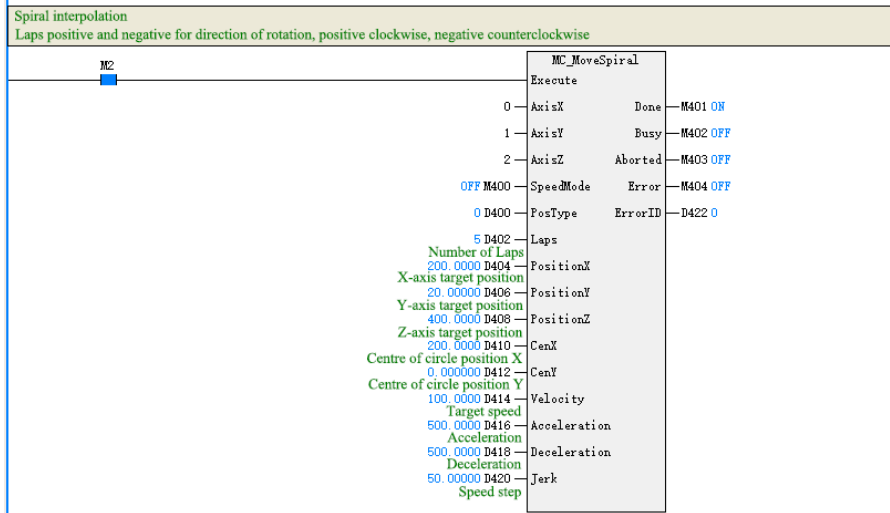 Spiral interpolation
Laps positive and negative for direction of rotation, positive clockwise, negative counterclockwise
M2
MC_MoveSpiral
Execute
0 AxisX Done M401 ON
1 AxisY Busy M402 OFF
2 AxisZ Aborted M403 OFF
OFF M400 SpeedMode Error M404 OFF
0 D400 PosType ErrorID D422 0
5 D402 Laps
Number of Laps
200.0000 D404 PositionX
X-axis target position
20.00000 D406 PositionY
Y-axis target position
400.0000 D408 PositionZ
Z-axis target position
200.0000 D410 CenX
Centre of circle position X
0.000000 D412 CenY
Centre of circle position Y
100.0000 D414 Velocity
Target speed
500.0000 D416 Acceleration
Acceleration
500.0000 D418 Deceleration
Deceleration
50.00000 D420 Jerk
Speed step